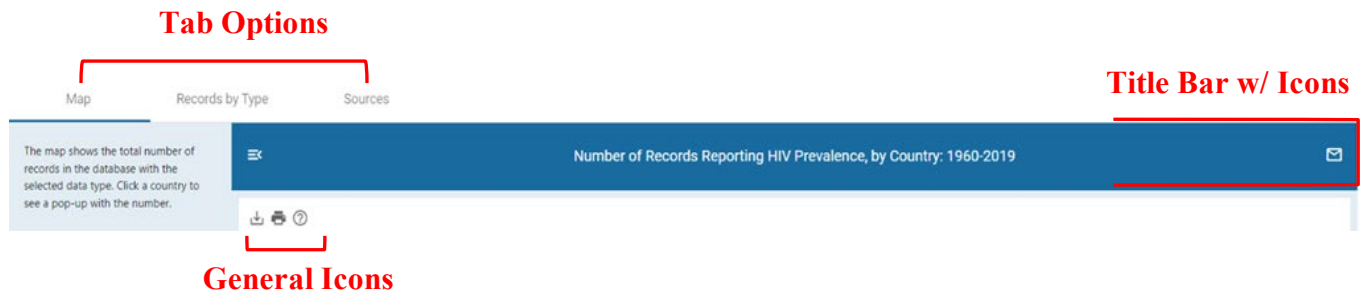 Tab Options
Title Bar w/ Icons
Map
Records by Type
Sources
The map shows the total number of
records in the database with the
selected data type. Click a country to
see a pop-up with the number.
Number of Records Reporting HIV Prevalence, by Country: 1960-2019
General Icons